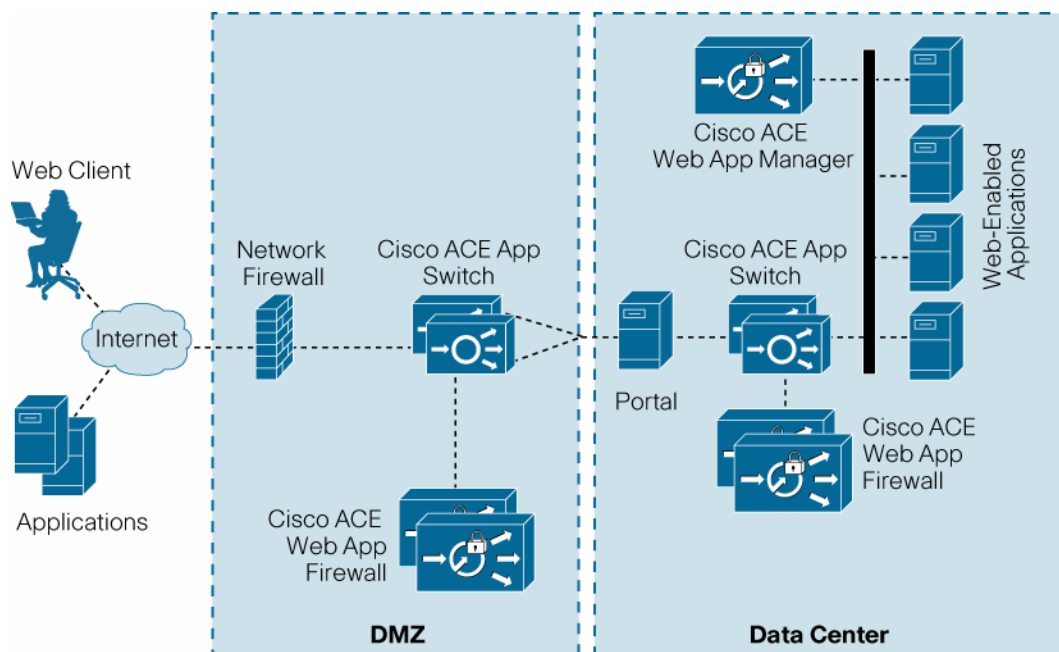 Web Client
Internet
Applications
Network
Firewall
Cisco ACE App
Switch
Cisco ACE
Web App
Firewall
DMZ
Cisco ACE
Web App Manager
Web-Enabled
Applications
Cisco ACE App
Switch
Portal
Cisco ACE
Web App
Firewall
Data Center